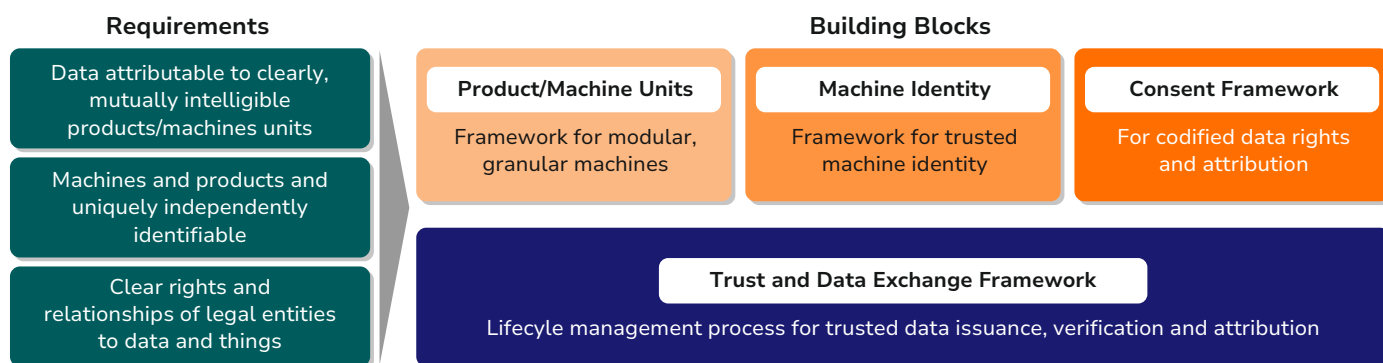 Requirements
Data attributable to clearly,
mutually intelligible
products/machines units
Machines and products and
uniquely independently
identifiable
Clear rights and
relationships of legal entities
to data and things
Building Blocks
Product/Machine Units
Framework for modular,
granular machines
Machine Identity
Framework for trusted
machine identity
Consent Framework
For codified data rights
and attribution
Trust and Data Exchange Framework
Lifecyle management process for trusted data issuance, verification and attribution